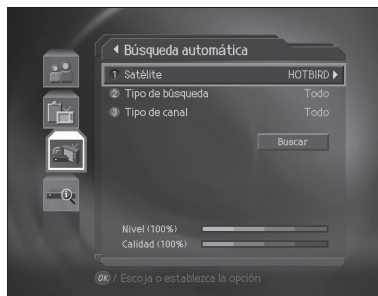 Búsqueda automática
1 Satélite HOTBIRD
2 Tipo de búsqueda Todo
3 Tipo de canal Todo
Buscar
Nivel (100%)
Calidad (100%)
OK / Escoja o establezca la opción